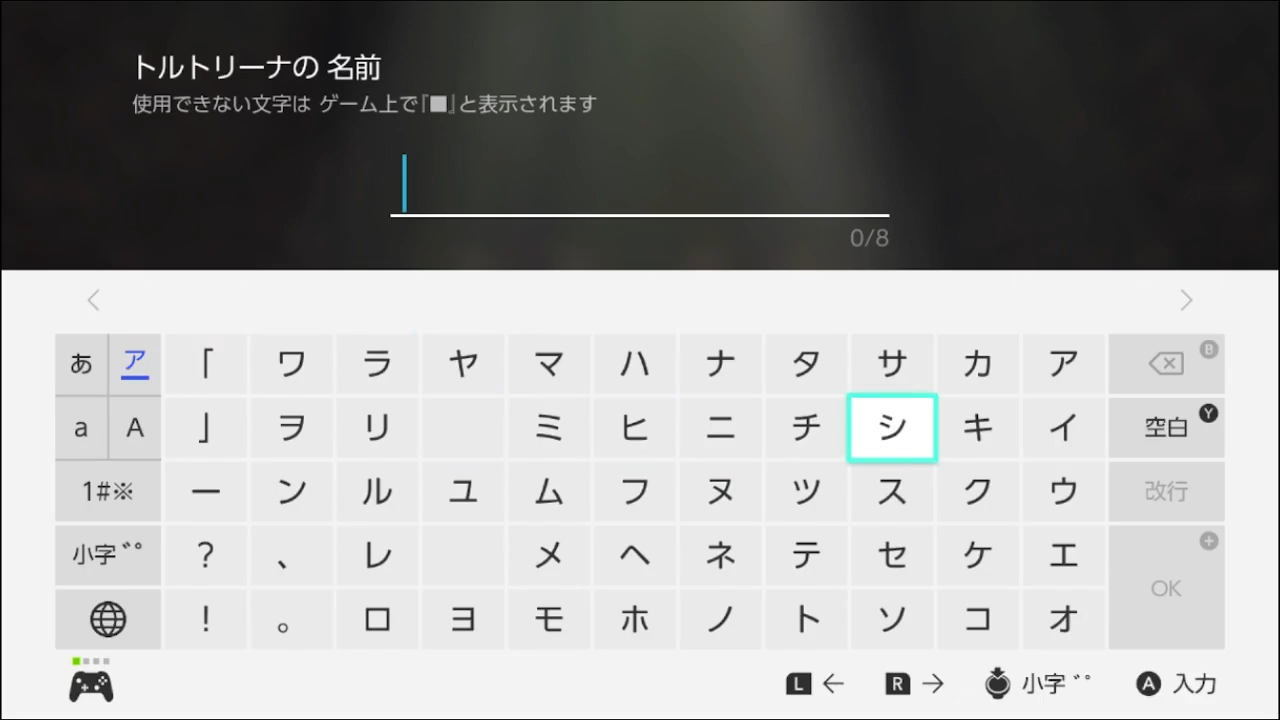 トルトリーナの 名前
使用できない文字は ゲーム上で『■』と表示されます
0/8
あ ア 「 ワ ラ ヤ マ ハ ナ タ サ カ ア B
a A 」 ヲ リ ミ ヒ ニ チ シ キ イ 空白 Y
1#※ ー ン ル ユ ム フ ヌ ツ ス ク ウ 改行
小字゛゜ ? 、 レ メ ヘ ネ テ セ ケ エ
! 。 ロ ヨ モ ホ ノ ト ソ コ オ OK
L ← R → 小字゛゜ A 入力